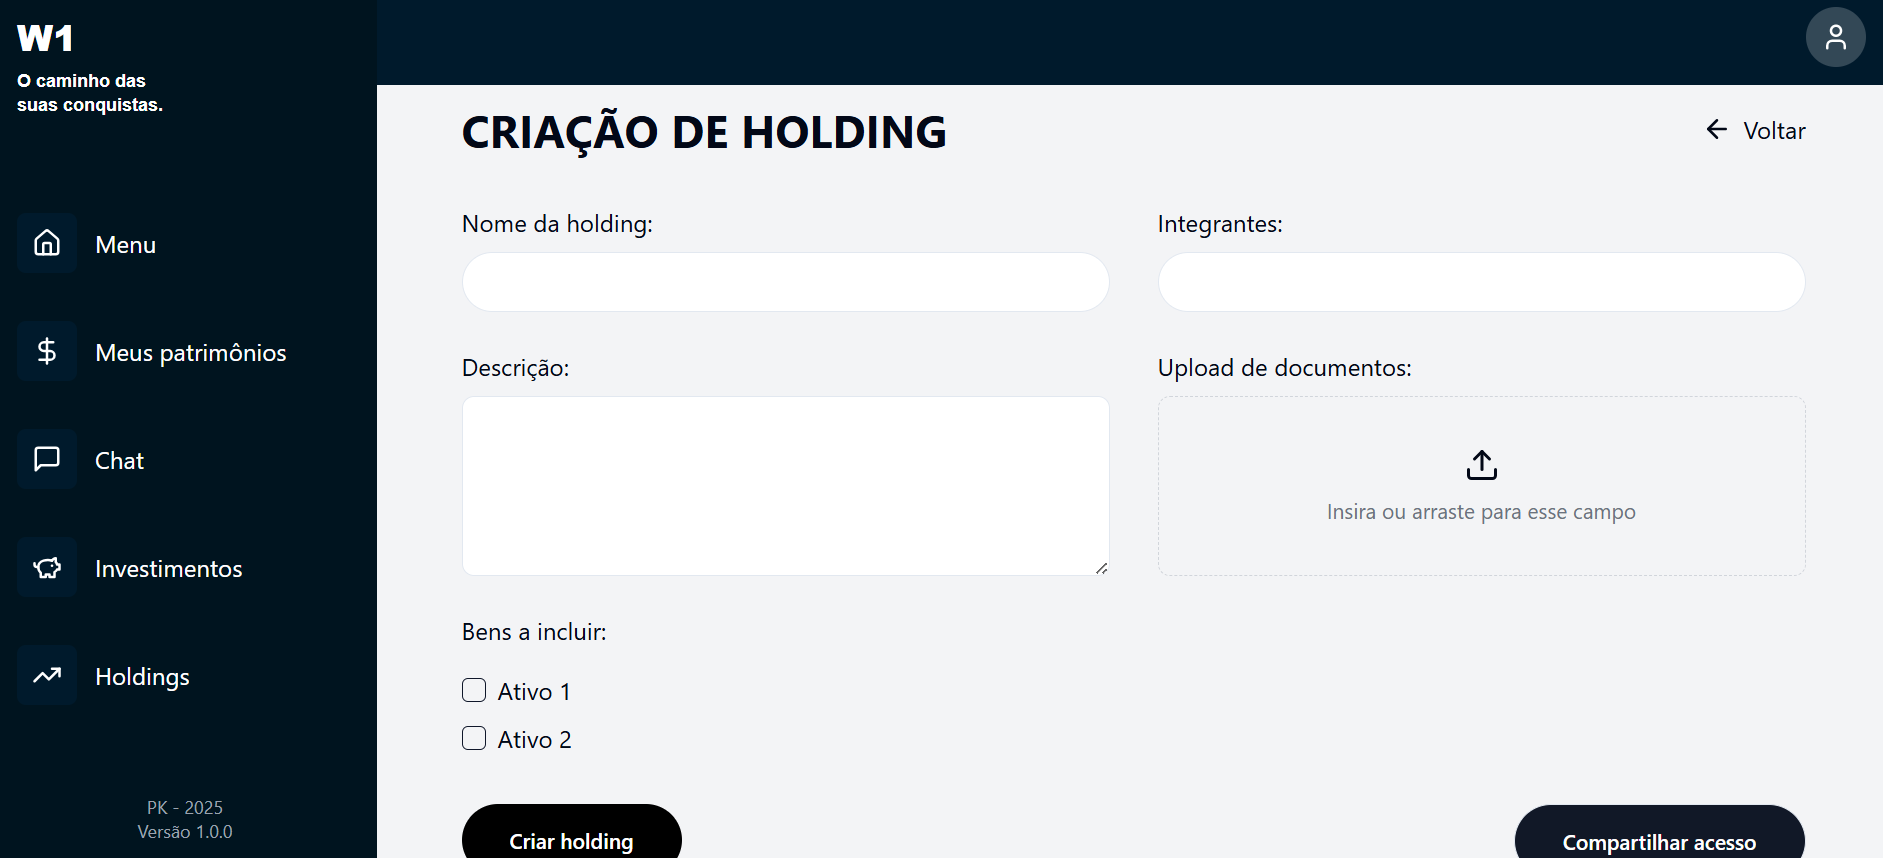 W1
O caminho das
suas conquistas.
Menu
Meus patrimônios
Chat
Investimentos
Holdings
PK - 2025
Versão 1.0.0
CRIAÇÃO DE HOLDING
Voltar
Nome da holding:
Integrantes:
Descrição:
Upload de documentos:
Insira ou arraste para esse campo
Bens a incluir:
Ativo 1
Ativo 2
Criar holding
Compartilhar acesso